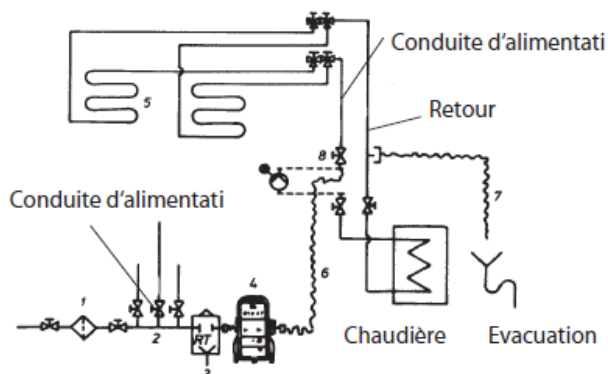 Conduite d'alimentati
Retour
5
8
Conduite d'alimentati
7
4
6
1
2
RT
3
Chaudière
Evacuation